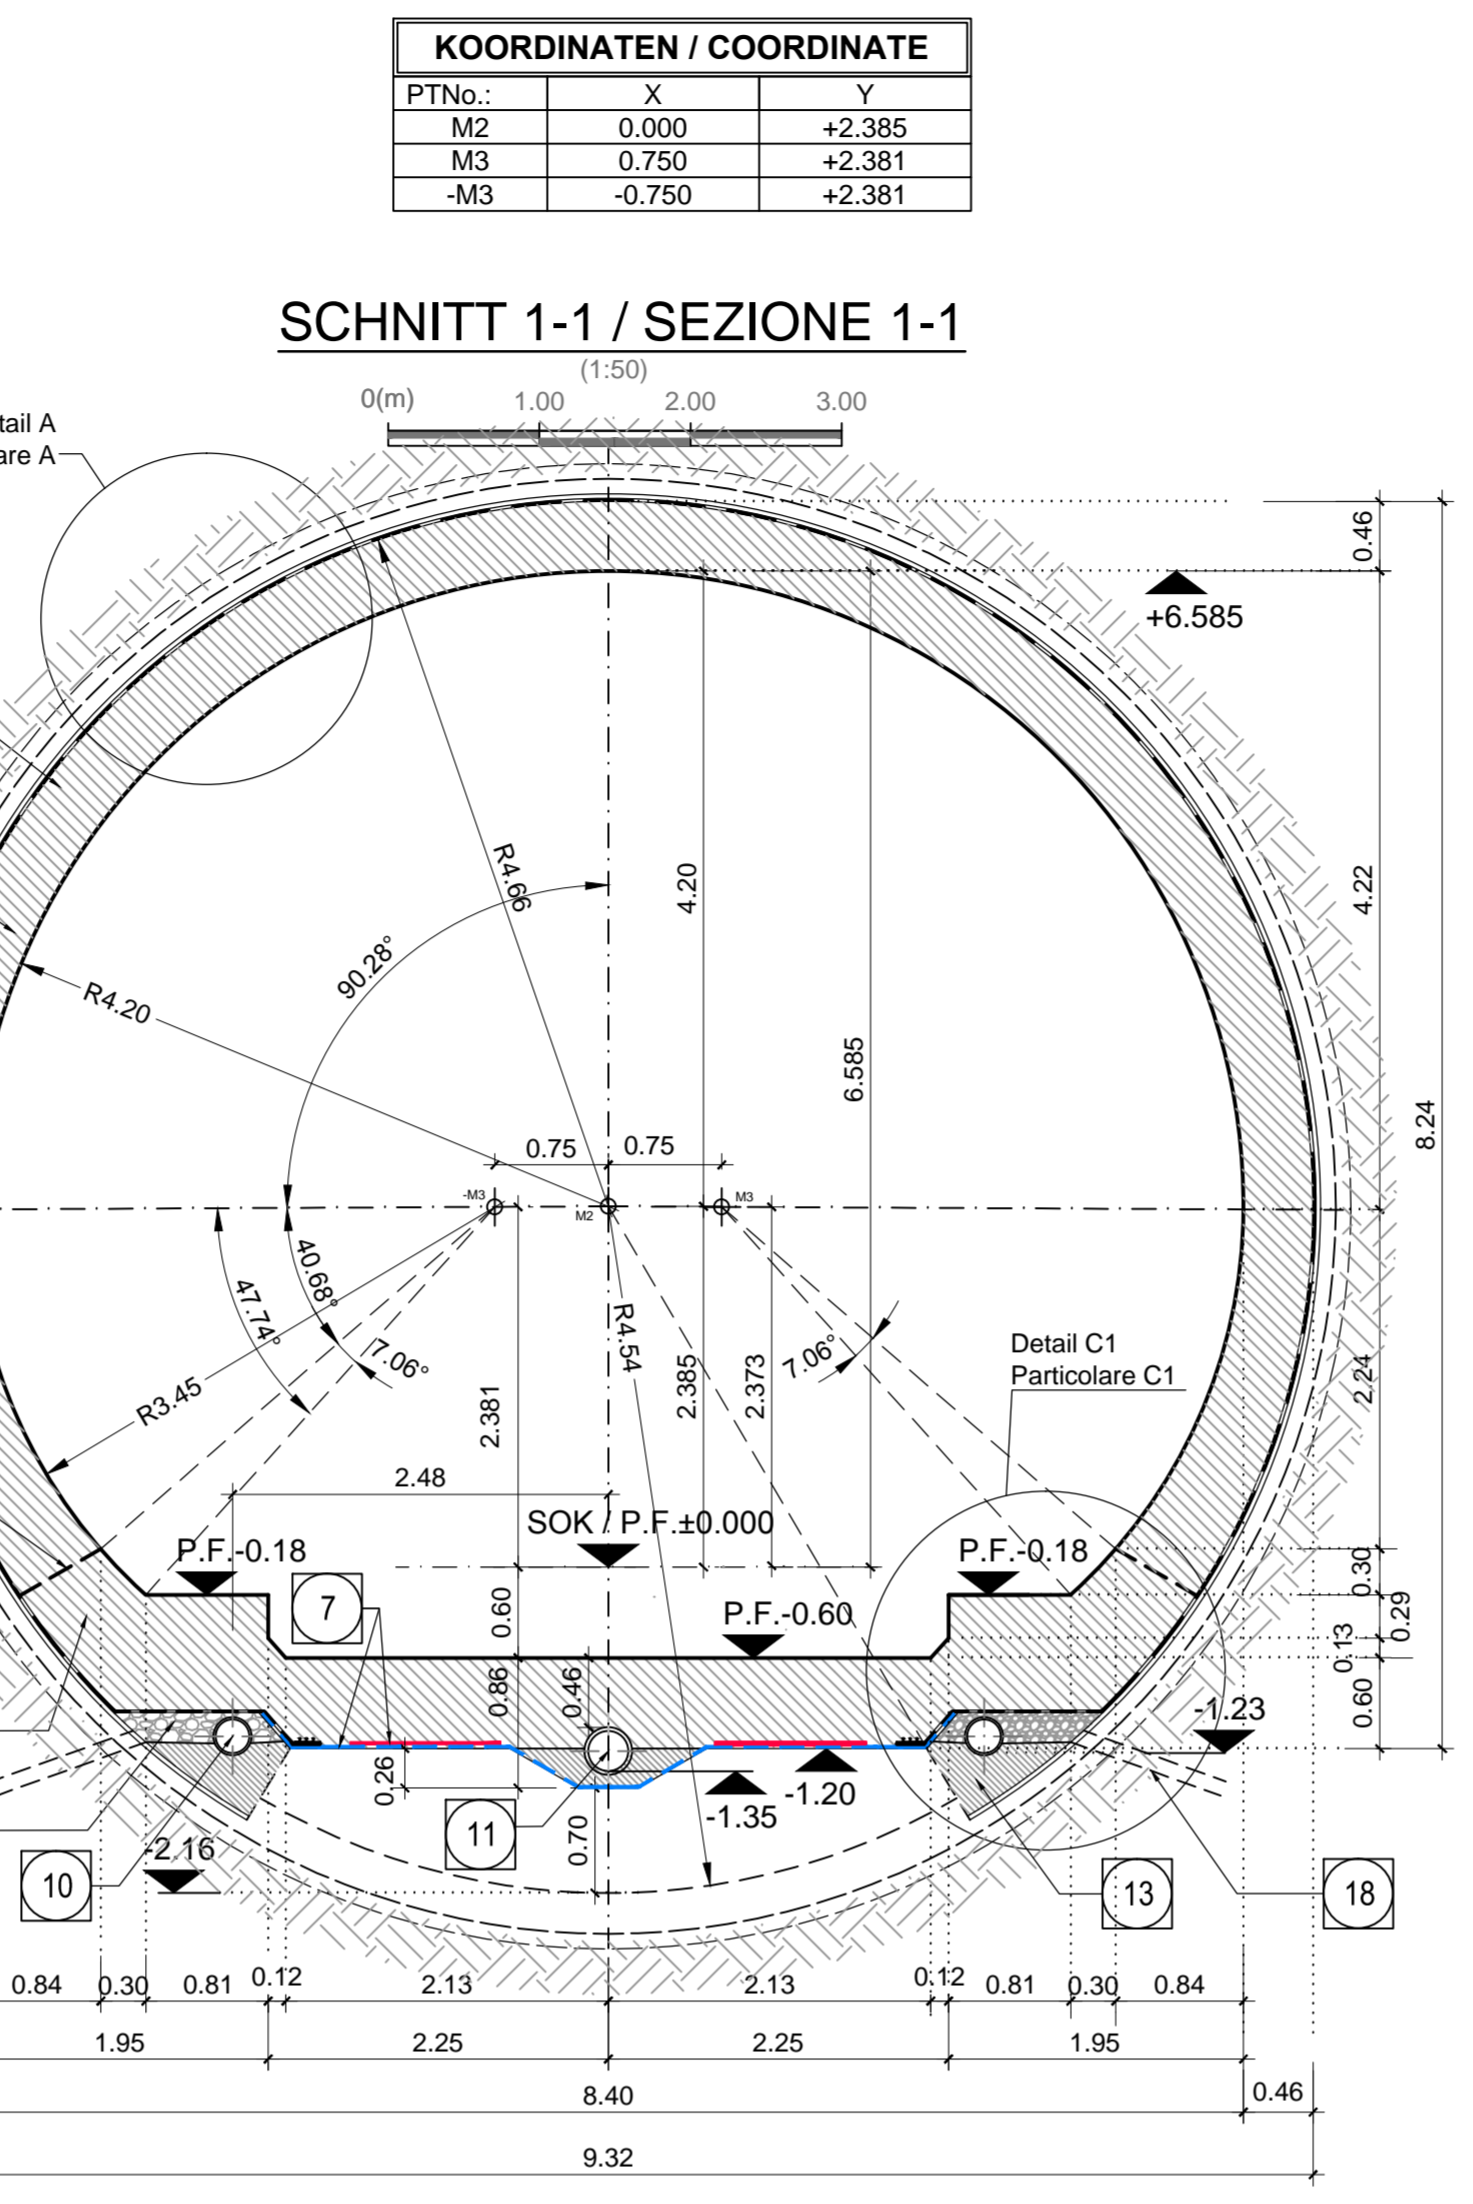 KOORDINATEN / COORDINATE
PTNo.: X Y
M2 0.000 +2.385
M3 0.750 +2.381
-M3 -0.750 +2.381
SCHNITT 1-1 / SEZIONE 1-1
(1:50)
0(m) 1.00 2.00 3.00
tail A
are A
0.46
+6.585
R4.66
4.20
4.22
90.28°
R4.20
6.585
8.24
0.75 0.75
-M3 M2 M3
40.68°
47.74°
7.06°
R4.54
7.06°
Detail C1
Particolare C1
2.24
R3.45
2.381
2.385
2.373
2.48
SOK / P.F.±0.000
P.F.-0.18
P.F.-0.18
0.30
7
0.60
P.F.-0.60
0.29
0.13
0.86
0.46
0.60
-1.23
0.26
-1.20
-1.35
11
0.70
-2.16
10
13
18
0.84 0.30 0.81 0.12 2.13 2.13 0.12 0.81 0.30 0.84
1.95 2.25 2.25 1.95
8.40 0.46
9.32